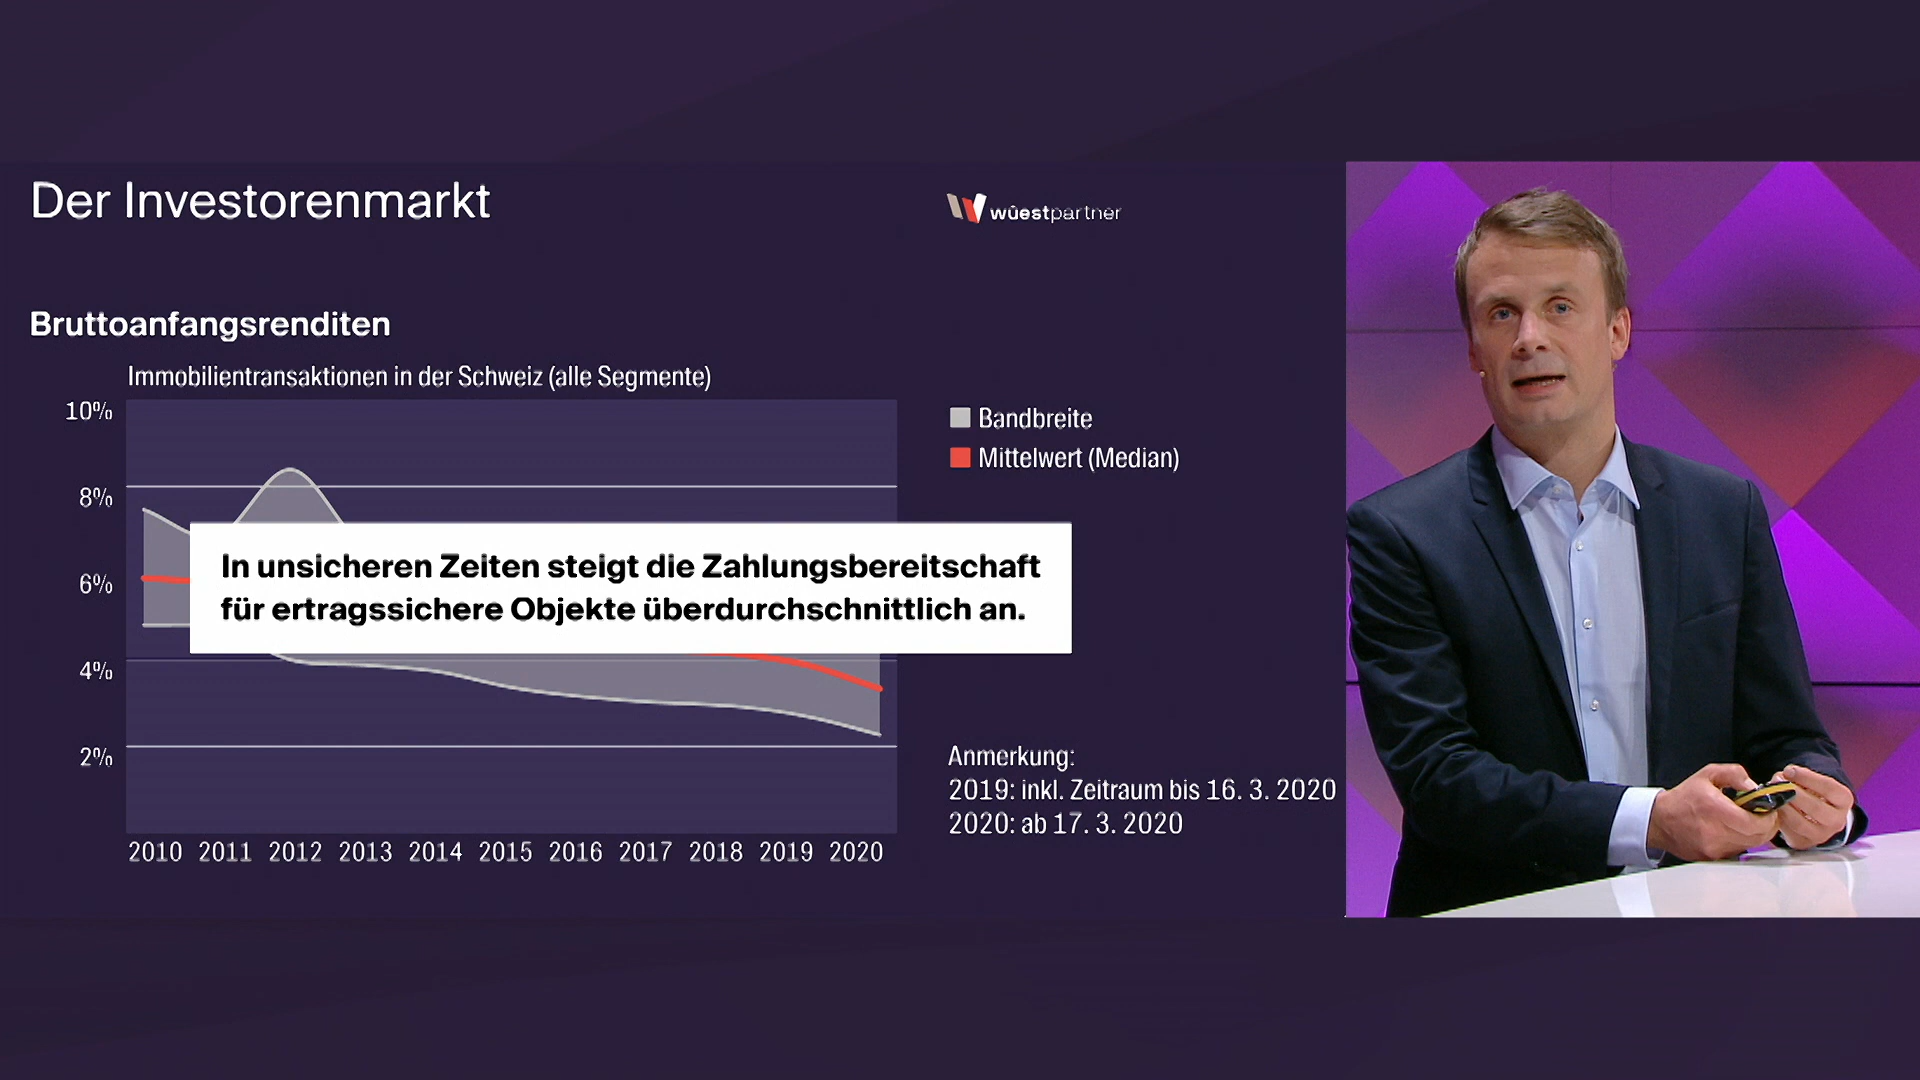 Der Investorenmarkt
wüestpartner
Bruttoanfangsrenditen
Immobilientransaktionen in der Schweiz (alle Segmente)
10%
8%
6%
4%
2%
2010 2011 2012 2013 2014 2015 2016 2017 2018 2019 2020
Bandbreite
Mittelwert (Median)
In unsicheren Zeiten steigt die Zahlungsbereitschaft
für ertragssichere Objekte überdurchschnittlich an.
Anmerkung:
2019: inkl. Zeitraum bis 16. 3. 2020
2020: ab 17. 3. 2020